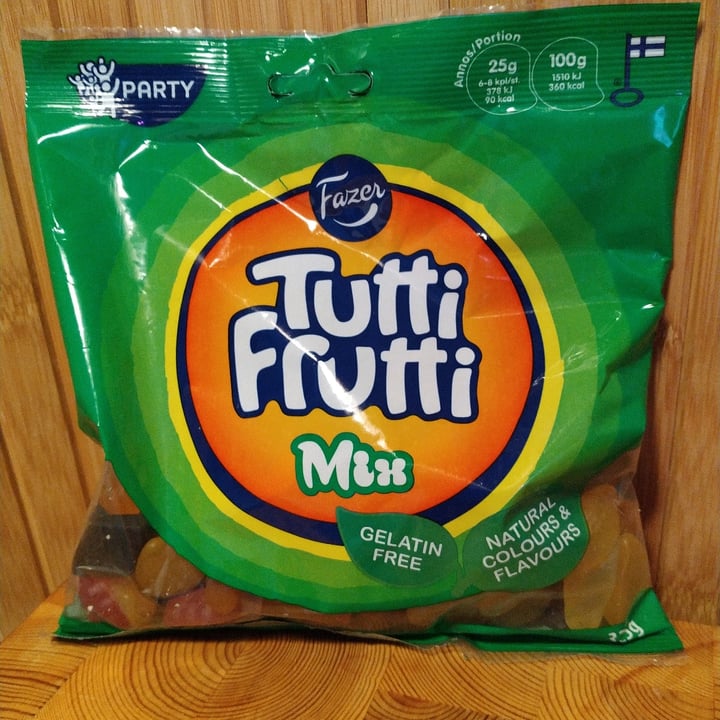 PARTY
Annos/Portion
25g
6-8 kpl/st.
378 kJ
90 kcal
100g
1510 kJ
360 kcal
Fazer
Tutti
Frutti
Mix
GELATIN
FREE
NATURAL
COLOURS &
FLAVOURS